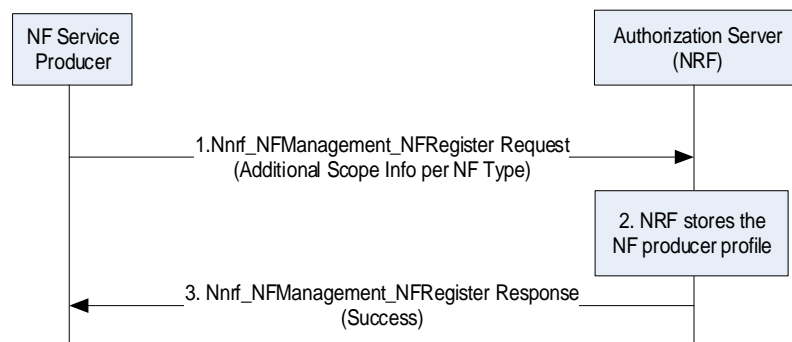 NF Service
Producer
Authorization Server
(NRF)
1.Nnrf_NFManagement_NFRegister Request
(Additional Scope Info per NF Type)
2. NRF stores the
NF producer profile
3. Nnrf_NFManagement_NFRegister Response
(Success)